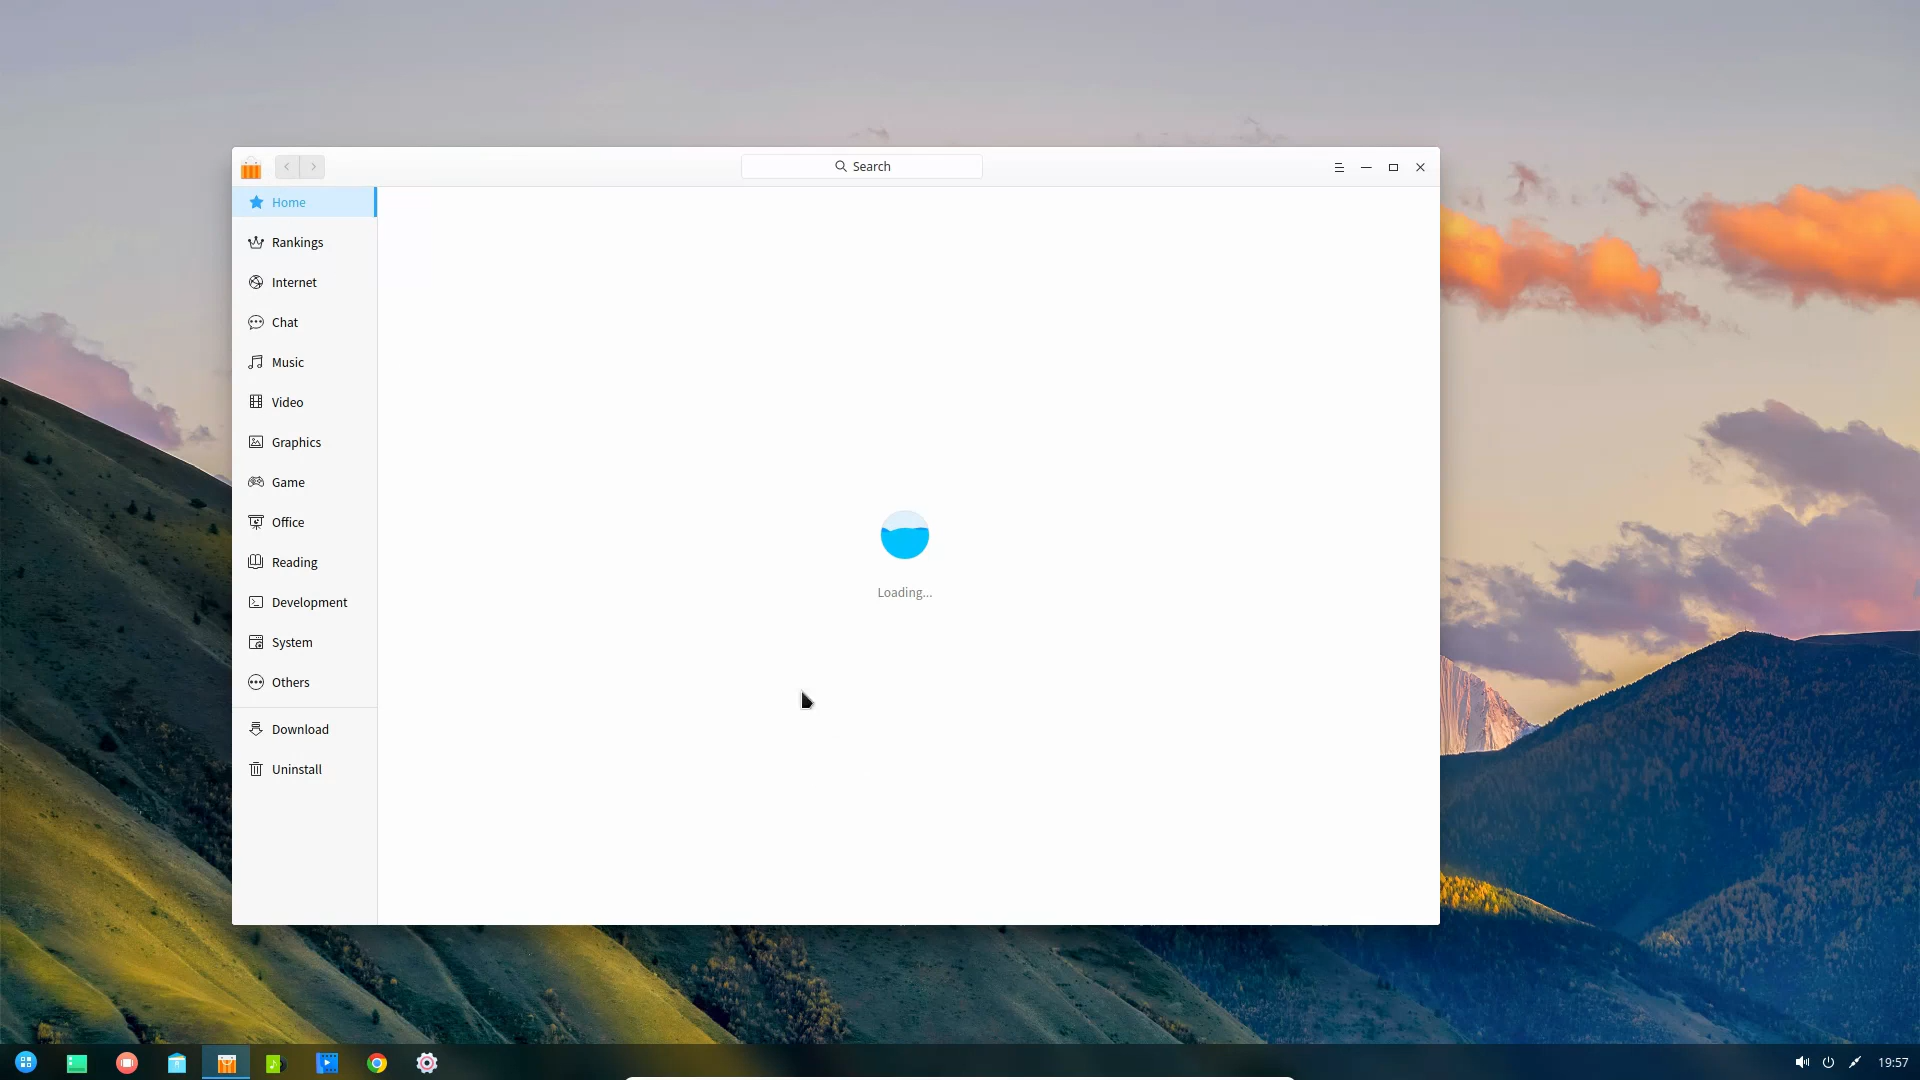 Search
Home
Rankings
Internet
Chat
Music
Video
Graphics
Game
Office
Reading
Development
System
Others
Download
Uninstall
Loading...
19:57